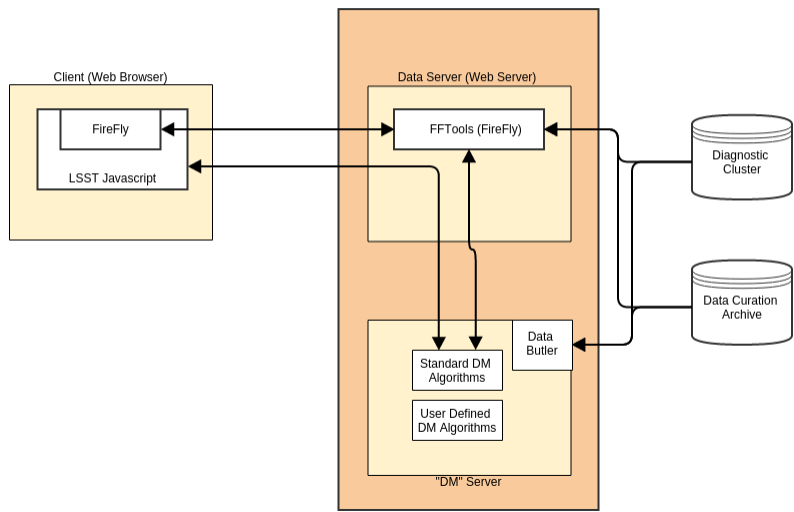 Client (Web Browser)
FireFly
LSST Javascript
Data Server (Web Server)
FFTools (FireFly)
Diagnostic
Cluster
Data Curation
Archive
Data
Butler
Standard DM
Algorithms
User Defined
DM Algorithms
"DM" Server